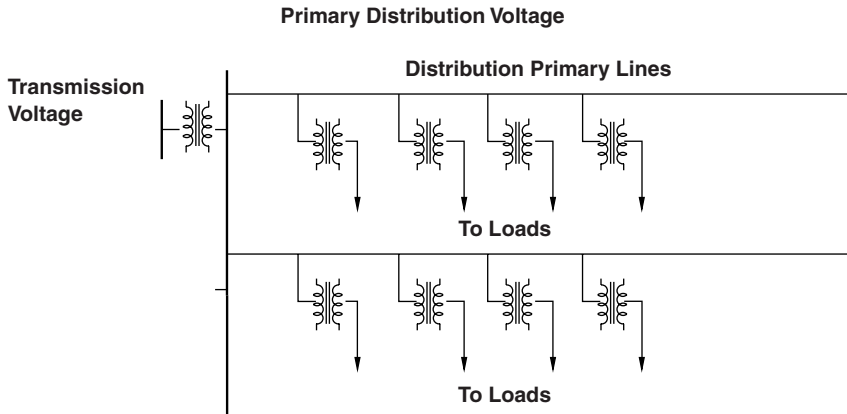 Primary Distribution Voltage
Distribution Primary Lines
Transmission
Voltage
To Loads
To Loads